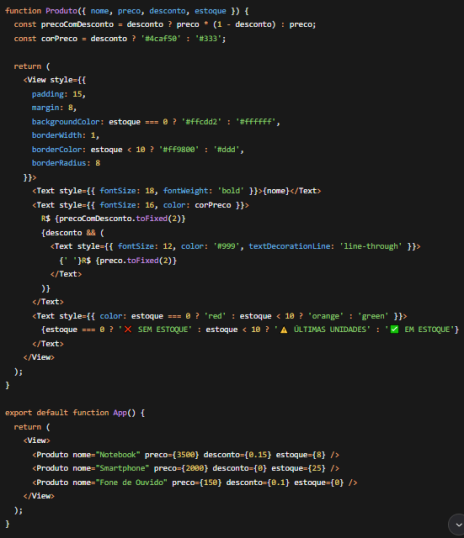 function Produto({ nome, preco, desconto, estoque }) {
  const precoComDesconto = desconto ? preco * (1 - desconto) : preco;
  const corPreco = desconto ? '#4caf50' : '#333';

  return (
    <View style={{
      padding: 15,
      margin: 8,
      backgroundColor: estoque === 0 ? '#ffcdd2' : '#ffffff',
      borderWidth: 1,
      borderColor: estoque < 10 ? '#ff9800' : '#ddd',
      borderRadius: 8
    }}>
      <Text style={{ fontSize: 18, fontWeight: 'bold' }}>{nome}</Text>
      <Text style={{ fontSize: 16, color: corPreco }}>
        R$ {precoComDesconto.toFixed(2)}
        {desconto && (
          <Text style={{ fontSize: 12, color: '#999', textDecorationLine: 'line-through' }}>
            {' '}R$ {preco.toFixed(2)}
          </Text>
        )}
      </Text>
      <Text style={{ color: estoque === 0 ? 'red' : estoque < 10 ? 'orange' : 'green' }}>
        {estoque === 0 ? '❌ SEM ESTOQUE' : estoque < 10 ? '⚠️ ÚLTIMAS UNIDADES' : '✅ EM ESTOQUE'}
      </Text>
    </View>
  );
}

export default function App() {
  return (
    <View>
      <Produto nome="Notebook" preco={3500} desconto={0.15} estoque={8} />
      <Produto nome="Smartphone" preco={2000} desconto={0} estoque={25} />
      <Produto nome="Fone de Ouvido" preco={150} desconto={0.1} estoque={0} />
    </View>
  );
}